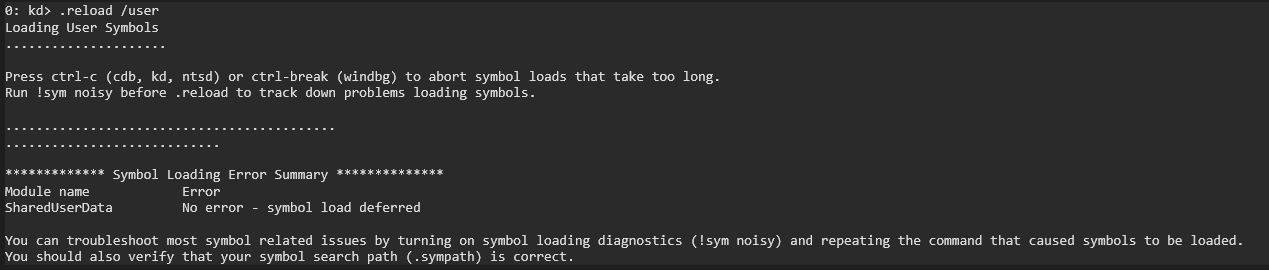 0: kd> .reload /user
Loading User Symbols
.....................
Press ctrl-c (cdb, kd, ntsd) or ctrl-break (windbg) to abort symbol loads that take too long.
Run !sym noisy before .reload to track down problems loading symbols.
...........................................
............................
************* Symbol Loading Error Summary **************
Module name            Error
SharedUserData         No error - symbol load deferred
You can troubleshoot most symbol related issues by turning on symbol loading diagnostics (!sym noisy) and repeating the command that caused symbols to be loaded.
You should also verify that your symbol search path (.sympath) is correct.